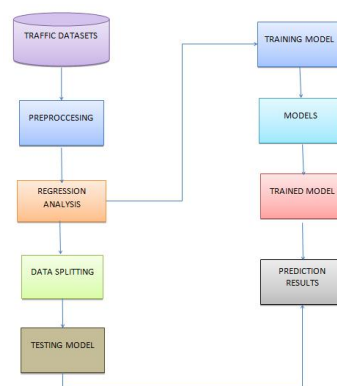 TRAFFIC DATASETS
PREPROCCESING
REGRESSION
ANALYSIS
DATA SPLITTING
TESTING MODEL
TRAINING MODEL
MODELS
TRAINED MODEL
PREDICTION
RESULTS